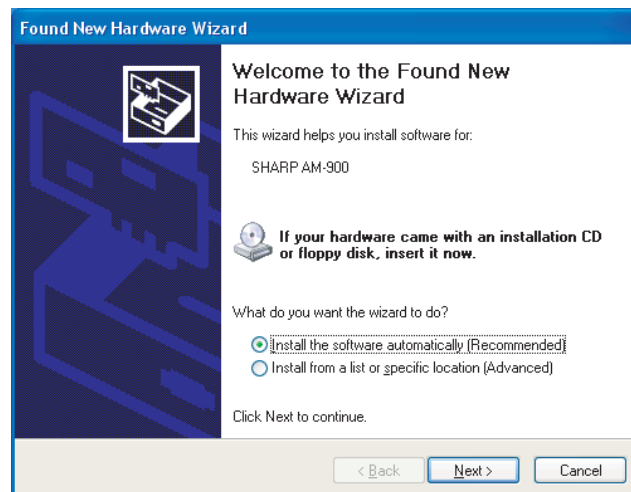 Found New Hardware Wizard
Welcome to the Found New
Hardware Wizard
This wizard helps you install software for:
SHARP AM-900
If your hardware came with an installation CD
or floppy disk, insert it now.
What do you want the wizard to do?
Install the software automatically (Recommended)
Install from a list or specific location (Advanced)
Click Next to continue.
< Back Next > Cancel